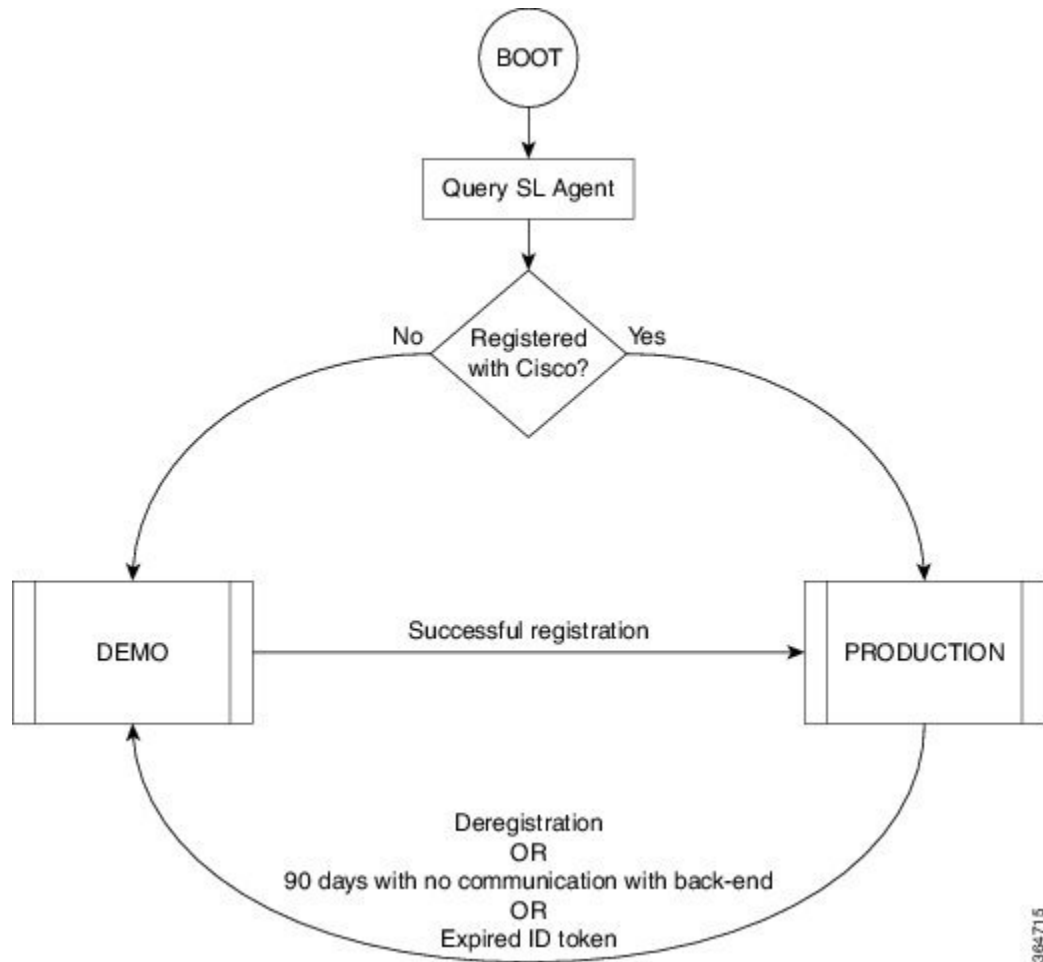 BOOT
Query SL Agent
No
Registered
with Cisco?
Yes
DEMO
Successful registration
PRODUCTION
Deregistration
OR
90 days with no communication with back-end
OR
Expired ID token
364715